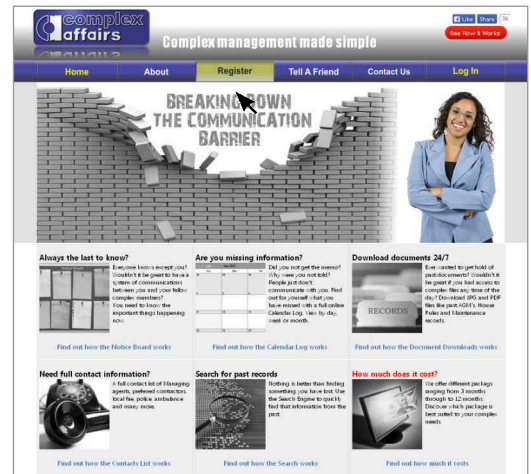 complex
affairs
Complex management made simple
Like Share
See How It Works
Home About Register Tell A Friend Contact Us Log In
BREAKING DOWN
THE COMMUNICATION
BARRIER
Always the last to know?
Everyone knows except you?
Wouldn't it be great to have a
system of communications
between you and your fellow
complex members?
You need to know the
important things happening
now.
Find out how the Notice Board works
Are you missing information?
Did you not get the memo?
Why were you not told?
People just don't
communicate with you. Find
out for yourself what you
have missed with a full online
Calendar Log. View by day,
week or month.
Find out how the Calendar Log works
Download documents 24/7
Ever wanted to get hold of
past documents? Wouldn't it
be great if you had access to
complex files any time of the
day? Download JPG and PDF
files like past AGM's, House
Rules and Maintenance
records.
RECORDS
Find out how the Document Downloads works
Need full contact information?
A full contact list of Managing
agents, preferred contractors,
local fire, police, ambulance
and many more.
Find out how the Contacts List works
Search for past records
Nothing is better than finding
something you have lost. Use
the Search Engine to quickly
find that information from the
past.
Find out how the Search works
How much does it cost?
We offer different packages
ranging from 3 months
through to 12 months.
Discover which package is
best suited to your complex
needs.
Find out how much it costs